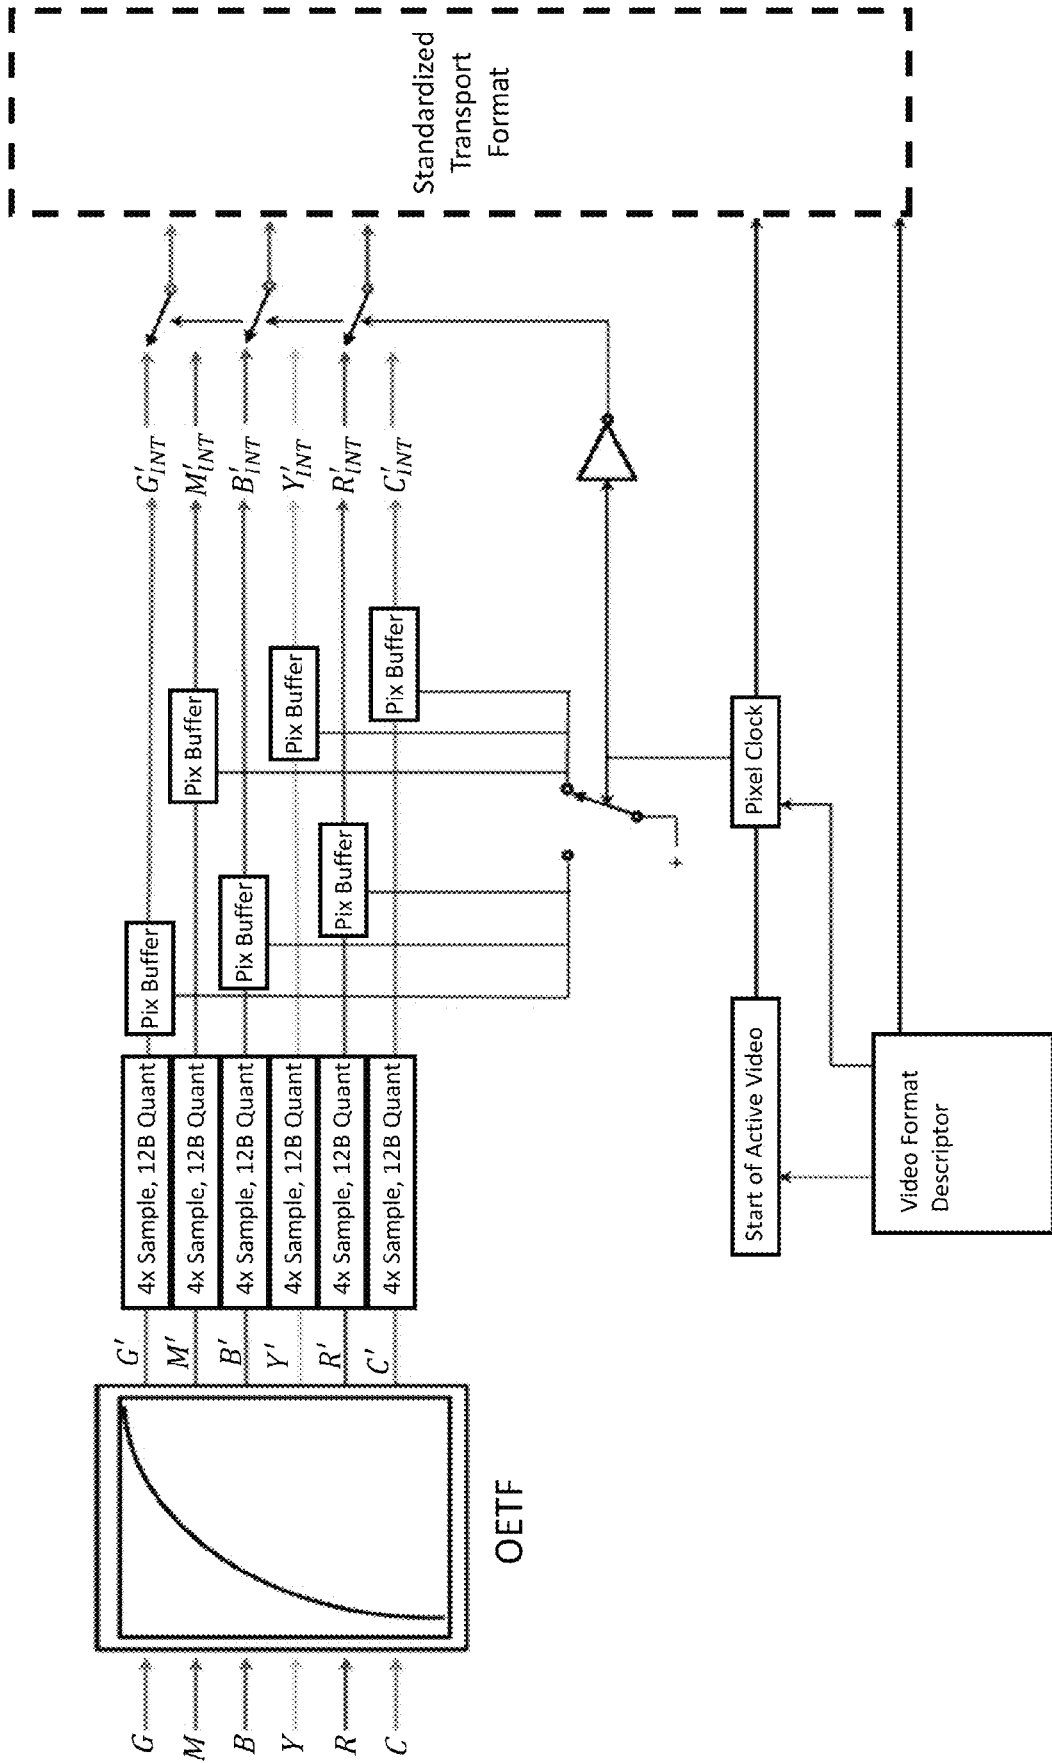 G
M
B
Y
R
C
OETF
G'
M'
B'
Y'
R'
C'
4x Sample, 12B Quant
4x Sample, 12B Quant
4x Sample, 12B Quant
4x Sample, 12B Quant
4x Sample, 12B Quant
4x Sample, 12B Quant
Pix Buffer
Pix Buffer
Pix Buffer
Pix Buffer
Pix Buffer
Pix Buffer
G'INT
M'INT
B'INT
Y'INT
R'INT
C'INT
+
Standardized
Transport
Format
Start of Active Video
Pixel Clock
Video Format
Descriptor